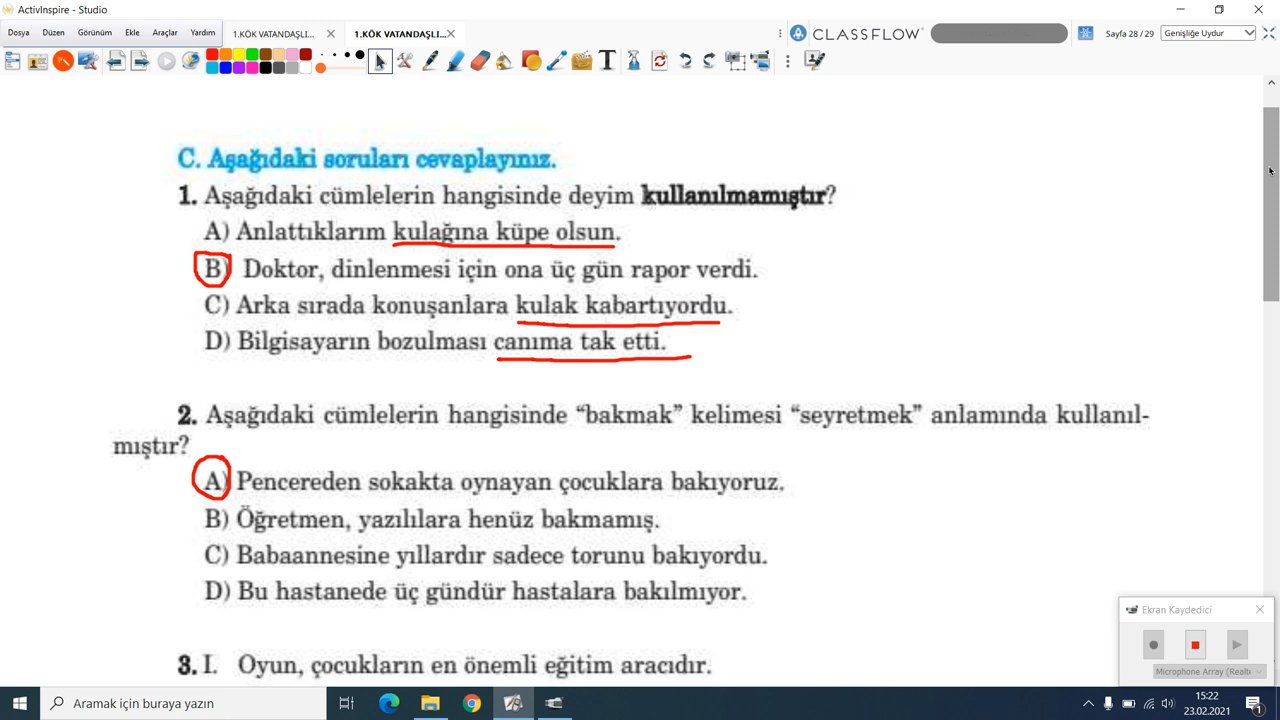 ActivInspire - Studio
Dosya Düzen Görünüm Ekle Araçlar Yardım
1.KÖK VATANDAŞLI...
1.KÖK VATANDAŞLI...
CLASSFLOW
Sayfa 28 / 29
Genişliğe Uydur
C. Aşağıdaki soruları cevaplayınız.
1. Aşağıdaki cümlelerin hangisinde deyim kullanılmamıştır?
A) Anlattıklarım kulağına küpe olsun.
B) Doktor, dinlenmesi için ona üç gün rapor verdi.
C) Arka sırada konuşanlara kulak kabartıyordu.
D) Bilgisayarın bozulması canıma tak etti.
2. Aşağıdaki cümlelerin hangisinde “bakmak” kelimesi “seyretmek” anlamında kullanıl-
mıştır?
A) Pencereden sokakta oynayan çocuklara bakıyoruz.
B) Öğretmen, yazılılara henüz bakmamış.
C) Babaannesine yıllardır sadece torunu bakıyordu.
D) Bu hastanede üç gündür hastalara bakılmıyor.
3. I. Oyun, çocukların en önemli eğitim aracıdır.
Ekran Kaydedici
Microphone Array (Realte
Aramak için buraya yazın
15:22
23.02.2021
1